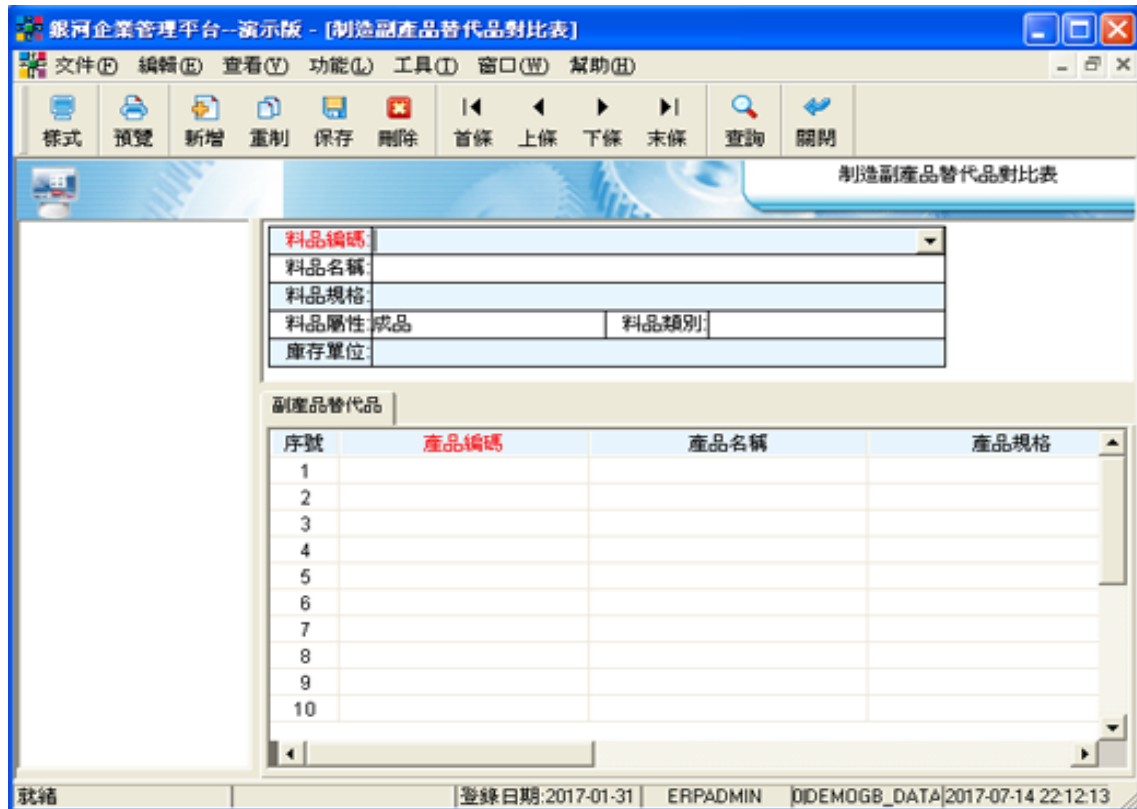 銀河企業管理平台--演示版 - [制造副產品替代品對比表]
文件(F) 編輯(E) 查看(V) 功能(L) 工具(T) 窗口(W) 幫助(H)
樣式 預覽 新增 重制 保存 刪除 首條 上條 下條 末條 查詢 關閉
制造副產品替代品對比表
料品編碼:
料品名稱:
料品規格:
料品屬性:成品 料品類別:
庫存單位:
副產品替代品
序號 產品編碼 產品名稱 產品規格
1
2
3
4
5
6
7
8
9
10
就緒 登錄日期:2017-01-31 ERPADMIN 0|DEMOGB_DATA 2017-07-14 22:12:13